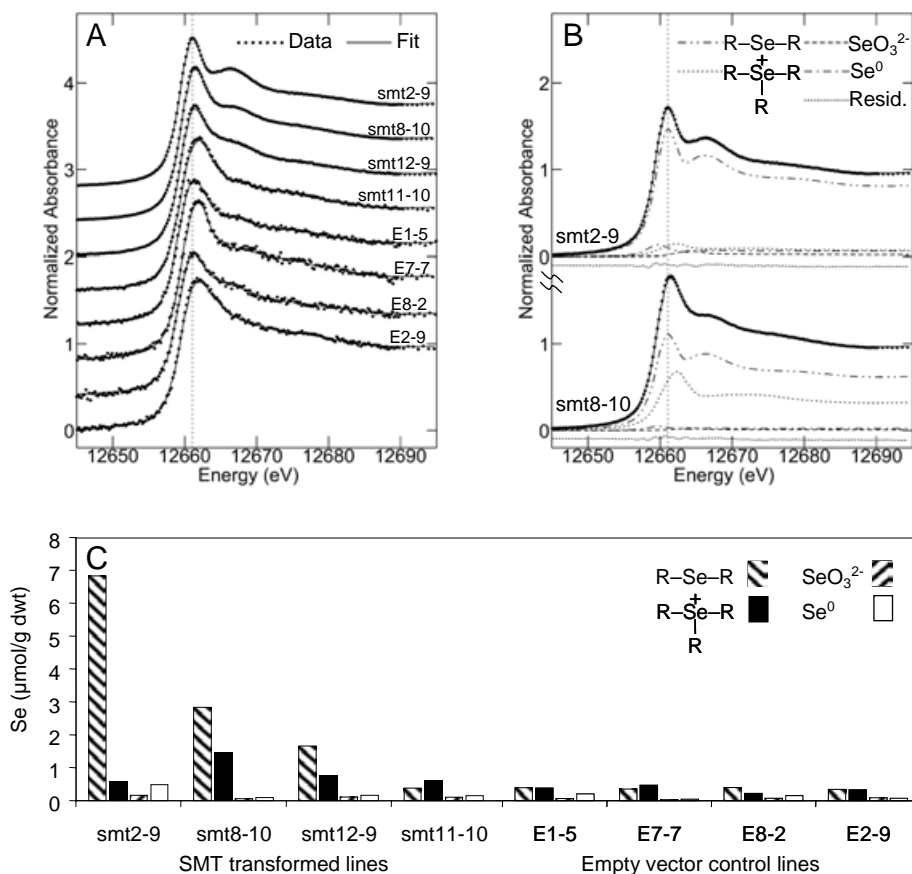 A
Data
Fit
4
3
2
1
0
Normalized Absorbance
smt2-9
smt8-10
smt12-9
smt11-10
E1-5
E7-7
E8-2
E2-9
12650 12660 12670 12680 12690
Energy (eV)
B
R–Se–R
SeO₃²⁻
+
R–Se–R
R
Se⁰
Resid.
2
1
0
1
0
Normalized Absorbance
smt2-9
smt8-10
12650 12660 12670 12680 12690
Energy (eV)
C
8
7
6
5
4
3
2
1
0
Se (µmol/g dwt)
R–Se–R
SeO₃²⁻
+
R–Se–R
R
Se⁰
smt2-9 smt8-10 smt12-9 smt11-10 E1-5 E7-7 E8-2 E2-9
SMT transformed lines Empty vector control lines